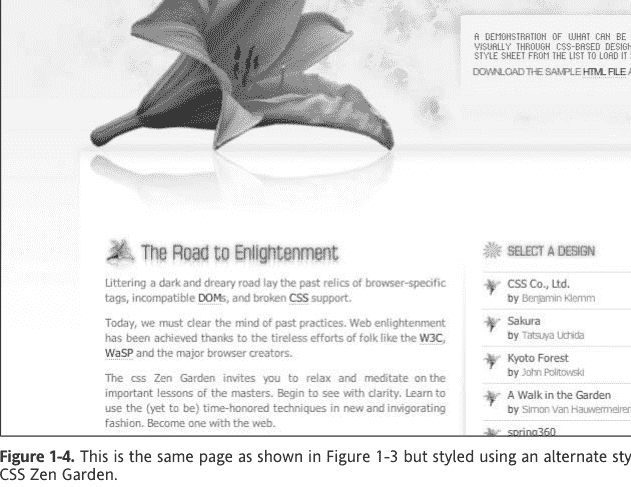 A DEMONSTRATION OF WHAT CAN BE
VISUALLY THROUGH CSS-BASED DESIGN
STYLE SHEET FROM THE LIST TO LOAD IT
DOWNLOAD THE SAMPLE HTML FILE A
The Road to Enlightenment
Littering a dark and dreary road lay the past relics of browser-specific
tags, incompatible DOMs, and broken CSS support.
Today, we must clear the mind of past practices. Web enlightenment
has been achieved thanks to the tireless efforts of folk like the W3C,
WaSP and the major browser creators.
The css Zen Garden invites you to relax and meditate on the
important lessons of the masters. Begin to see with clarity. Learn to
use the (yet to be) time-honored techniques in new and invigorating
fashion. Become one with the web.
SELECT A DESIGN
CSS Co., Ltd.
by Benjamin Klemm
Sakura
by Tatsuya Uchida
Kyoto Forest
by John Politowski
A Walk in the Garden
by Simon Van Hauwermeiren
spring360
Figure 1-4. This is the same page as shown in Figure 1-3 but styled using an alternate sty
CSS Zen Garden.